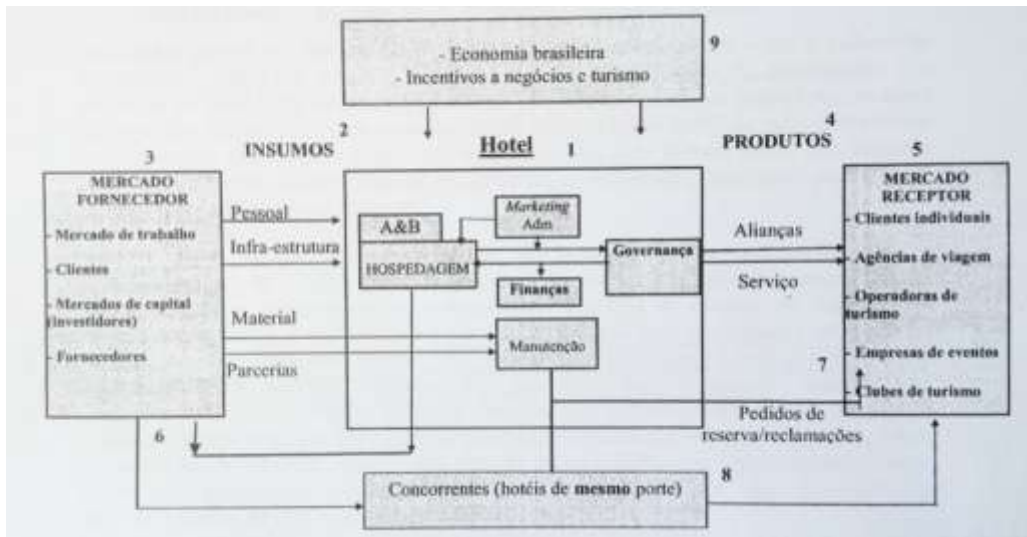 - Economia brasileira
- Incentivos a negócios e turismo
9
2
INSUMOS
Hotel
1
4
PRODUTOS
3
5
MERCADO
FORNECEDOR
- Mercado de trabalho
- Clientes
- Mercados de capital
(investidores)
- Fornecedores
Pessoal
Infra-estrutura
Material
Parcerias
A&B
HOSPEDAGEM
Marketing
Adm
Governança
Finanças
Manutenção
Alianças
Serviço
MERCADO
RECEPTOR
- Clientes individuais
- Agências de viagem
- Operadoras de
turismo
- Empresas de eventos
- Clubes de turismo
7
Pedidos de
reserva/reclamações
6
8
Concorrentes (hotéis de mesmo porte)